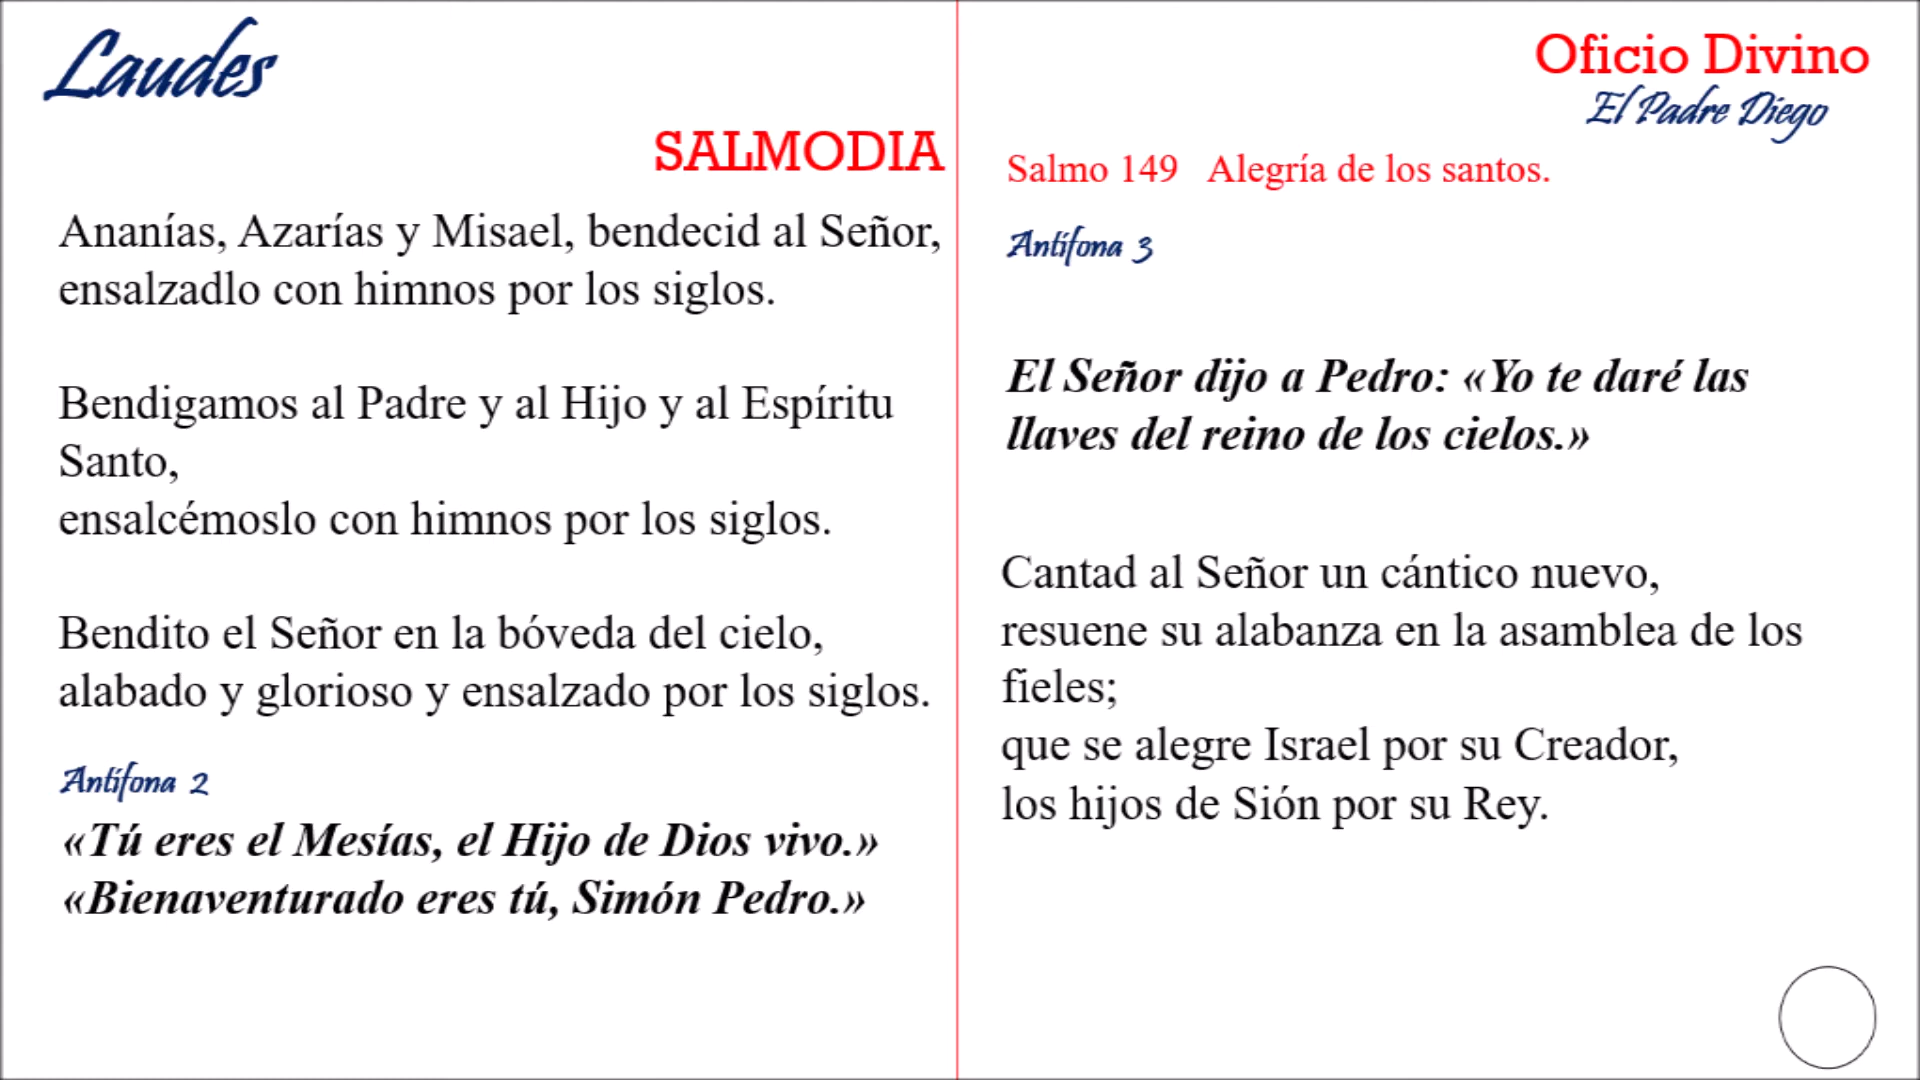 Laudes
SALMODIA
Ananías, Azarías y Misael, bendecid al Señor,
ensalzadlo con himnos por los siglos.
Bendigamos al Padre y al Hijo y al Espíritu
Santo,
ensalcémoslo con himnos por los siglos.
Bendito el Señor en la bóveda del cielo,
alabado y glorioso y ensalzado por los siglos.
Antífona 2
«Tú eres el Mesías, el Hijo de Dios vivo.»
«Bienaventurado eres tú, Simón Pedro.»
Oficio Divino
El Padre Diego
Salmo 149 Alegría de los santos.
Antífona 3
El Señor dijo a Pedro: «Yo te daré las
llaves del reino de los cielos.»
Cantad al Señor un cántico nuevo,
resuene su alabanza en la asamblea de los
fieles;
que se alegre Israel por su Creador,
los hijos de Sión por su Rey.